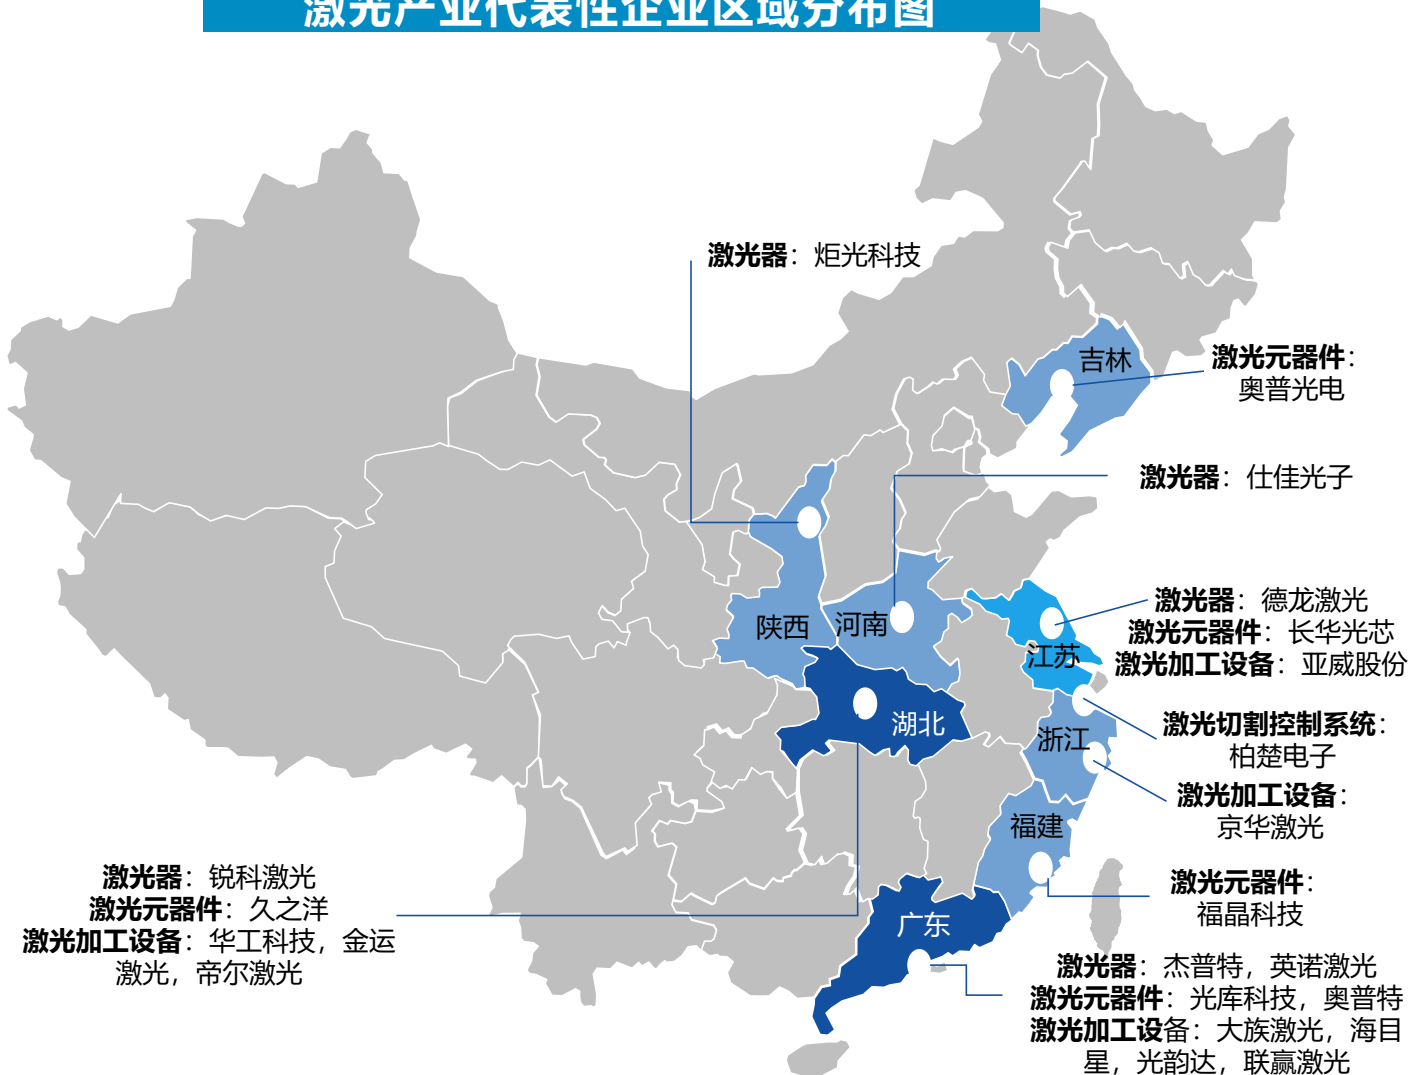 激光产业代表性企业区域分布图
激光器：炬光科技
吉林
激光元器件：
奥普光电
激光器：仕佳光子
陕西
河南
江苏
激光器：德龙激光
激光元器件：长华光芯
激光加工设备：亚威股份
湖北
浙江
激光切割控制系统：
柏楚电子
激光加工设备：
京华激光
福建
激光元器件：
福晶科技
激光器：锐科激光
激光元器件：久之洋
激光加工设备：华工科技，金运
激光，帝尔激光
广东
激光器：杰普特，英诺激光
激光元器件：光库科技，奥普特
激光加工设备：大族激光，海目
星，光韵达，联赢激光